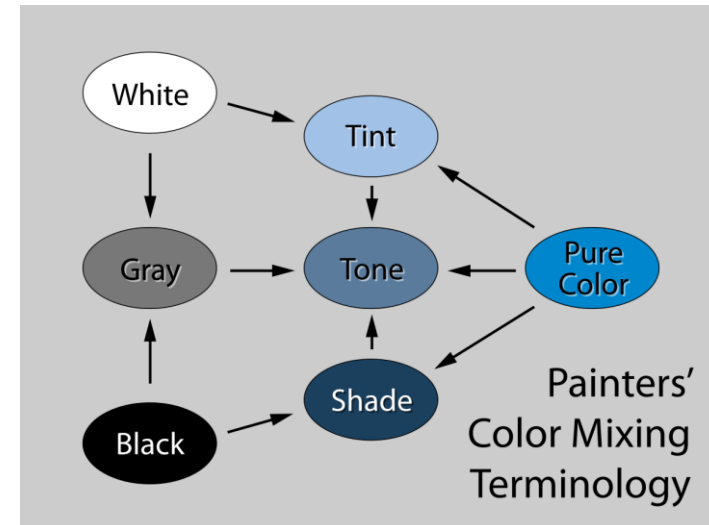 White
Tint
Gray
Tone
Pure
Color
Shade
Black
Painters’
Color Mixing
Terminology